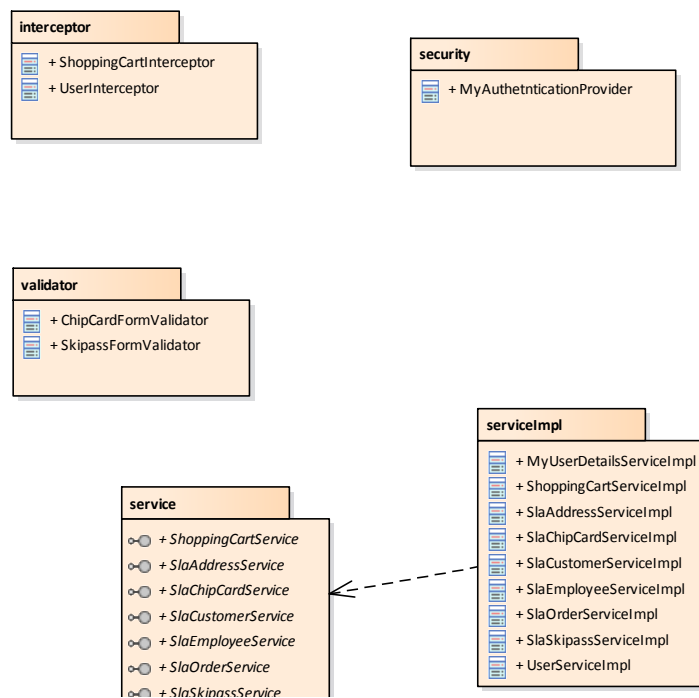 interceptor
+ ShoppingCartInterceptor
+ UserInterceptor
security
+ MyAuthetnticationProvider
validator
+ ChipCardFormValidator
+ SkipassFormValidator
serviceImpl
+ MyUserDetailsServiceImpl
+ ShoppingCartServiceImpl
+ SlaAddressServiceImpl
+ SlaChipCardServiceImpl
+ SlaCustomerServiceImpl
+ SlaEmployeeServiceImpl
+ SlaOrderServiceImpl
+ SlaSkipassServiceImpl
+ UserServiceImpl
service
+ ShoppingCartService
+ SlaAddressService
+ SlaChipCardService
+ SlaCustomerService
+ SlaEmployeeService
+ SlaOrderService
+ SlaSkipassService